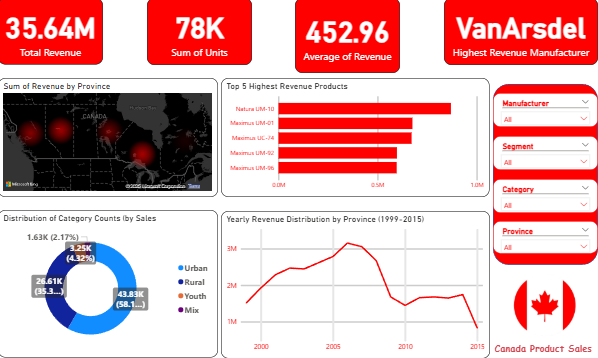 35.64M
Total Revenue
78K
Sum of Units
452.96
Average of Revenue
VanArsdel
Highest Revenue Manufacturer
Sum of Revenue by Province
CANADA
Microsoft Bing
© 2025 Microsoft Corporation Terms
Top 5 Highest Revenue Products
Natura UM-10
Maximus UM-01
Maximus UC-74
Maximus UM-92
Maximus UM-96
0.0M 0.5M 1.0M
Manufacturer
All
Segment
All
Category
All
Province
All
Distribution of Category Counts (by Sales
1.63K (2.17%)
3.25K
(4.32%)
26.61K
(35.3...)
43.83K
(58.1...)
Urban
Rural
Youth
Mix
Yearly Revenue Distribution by Province (1999-2015)
3M
2M
1M
2000 2005 2010 2015
Canada Product Sales